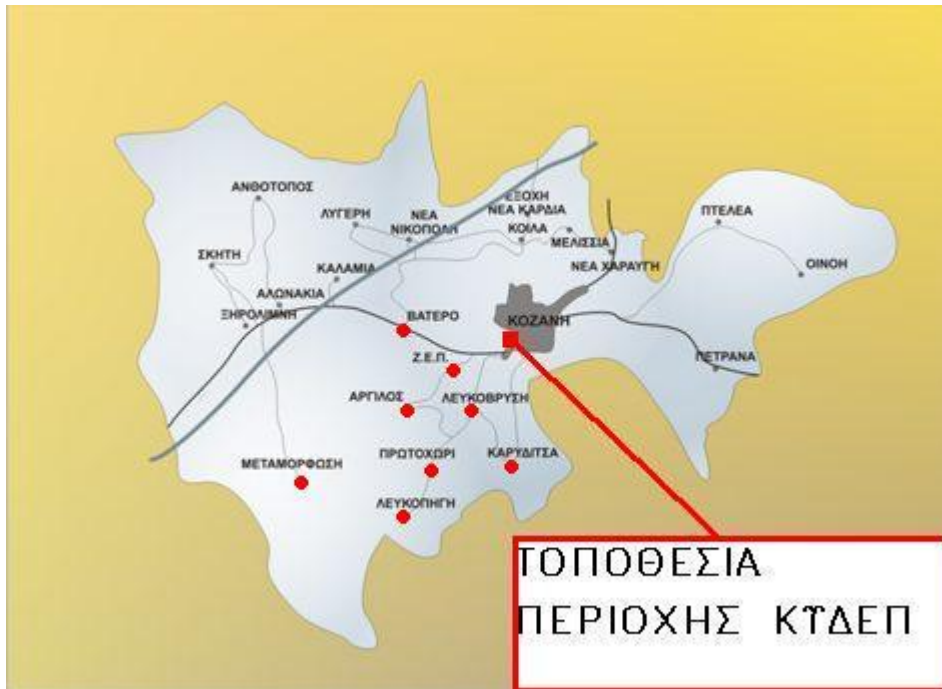 ΑΝΘΟΤΟΠΟΣ
ΛΥΓΕΡΗ
ΝΕΑ
ΝΙΚΟΠΟΛΗ
ΕΞΟΧΗ
ΝΕΑ ΚΑΡΔΙΑ
ΚΟΙΛΑ
ΜΕΛΙΣΣΙΑ
ΝΕΑ ΧΑΡΑΥΓΗ
ΠΤΕΛΕΑ
ΟΙΝΟΗ
ΣΚΗΤΗ
ΚΑΛΑΜΙΑ
ΑΛΩΝΑΚΙΑ
ΞΗΡΟΛΙΜΝΗ
ΒΑΤΕΡΟ
ΚΟΖΑΝΗ
Ζ.Ε.Π.
ΠΕΤΡΑΝΑ
ΑΡΓΙΛΟΣ
ΛΕΥΚΟΒΡΥΣΗ
ΜΕΤΑΜΟΡΦΩΣΗ
ΠΡΩΤΟΧΩΡΙ
ΚΑΡΥΔΙΤΣΑ
ΛΕΥΚΟΠΗΓΗ
ΤΟΠΟΘΕΣΙΑ
ΠΕΡΙΟΧΗΣ ΚΥΔΕΠ